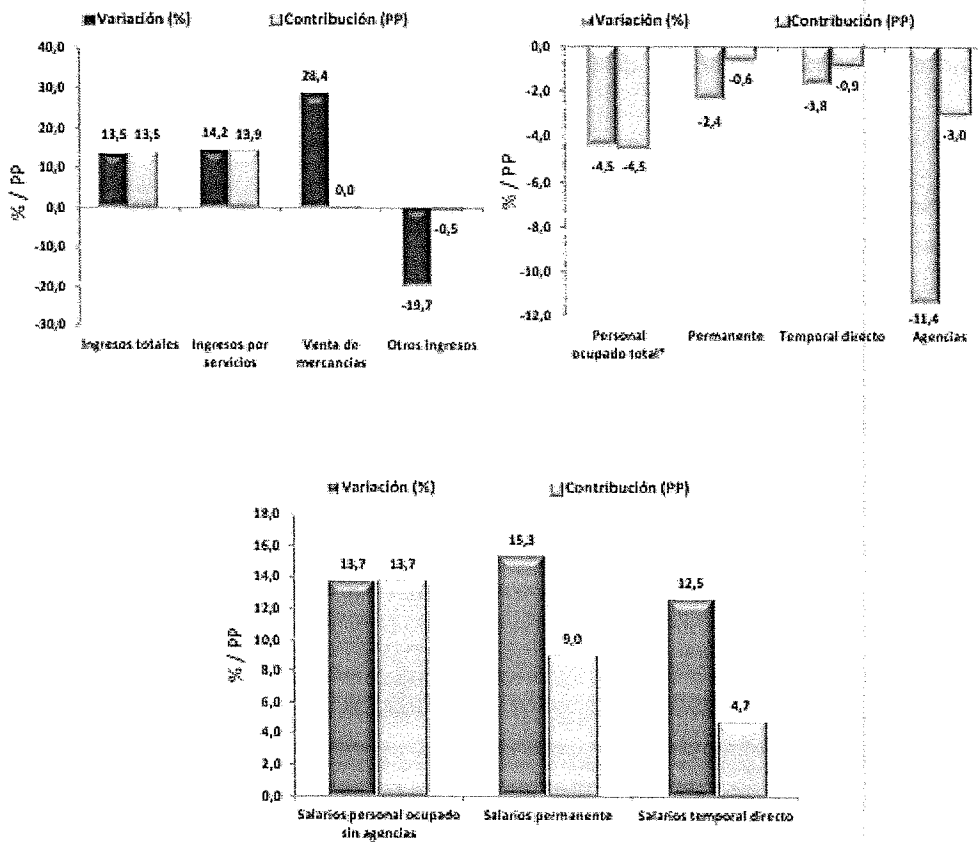 Variación (%) Contribución (PP)
40,0
30,0
20,0
10,0
0,0
-10,0
-20,0
-30,0
% / PP
13,5 13,5
14,2 13,9
28,4
0,0
-19,7
-0,5
Ingresos totales
Ingresos por servicios
Venta de mercancías
Otros ingresos
Variación (%) Contribución (PP)
0,0
-2,0
-4,0
-6,0
-8,0
-10,0
-12,0
% / PP
-4,5 -4,5
-2,4
-0,6
-0,9
-11,4
-3,0
Personal ocupado total*
Permanente
Temporal directo
Agencias
Variación (%) Contribución (PP)
18,0
16,0
14,0
12,0
10,0
8,0
6,0
4,0
2,0
0,0
% / PP
13,7 13,7
15,3
9,0
12,5
4,7
Salarios personal ocupado sin agencias
Salarios permanente
Salarios temporal directo